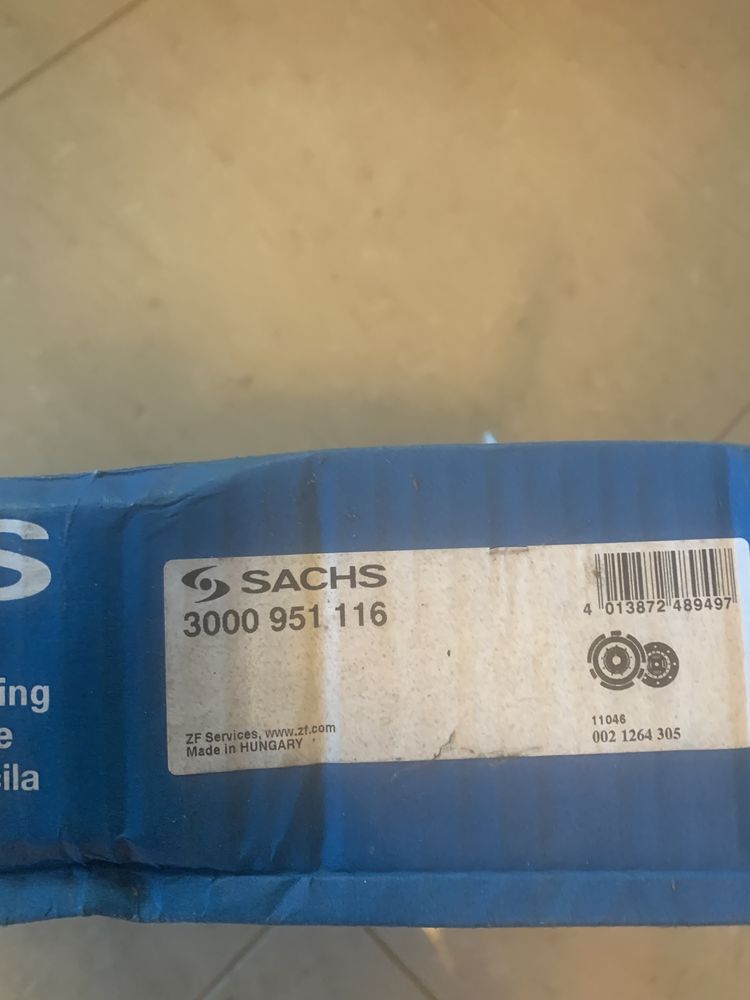 S
ing
e
cila
SACHS
3000 951 116
ZF Services, www.zf.com
Made in HUNGARY
4 013872 489497
11046
002 1264 305